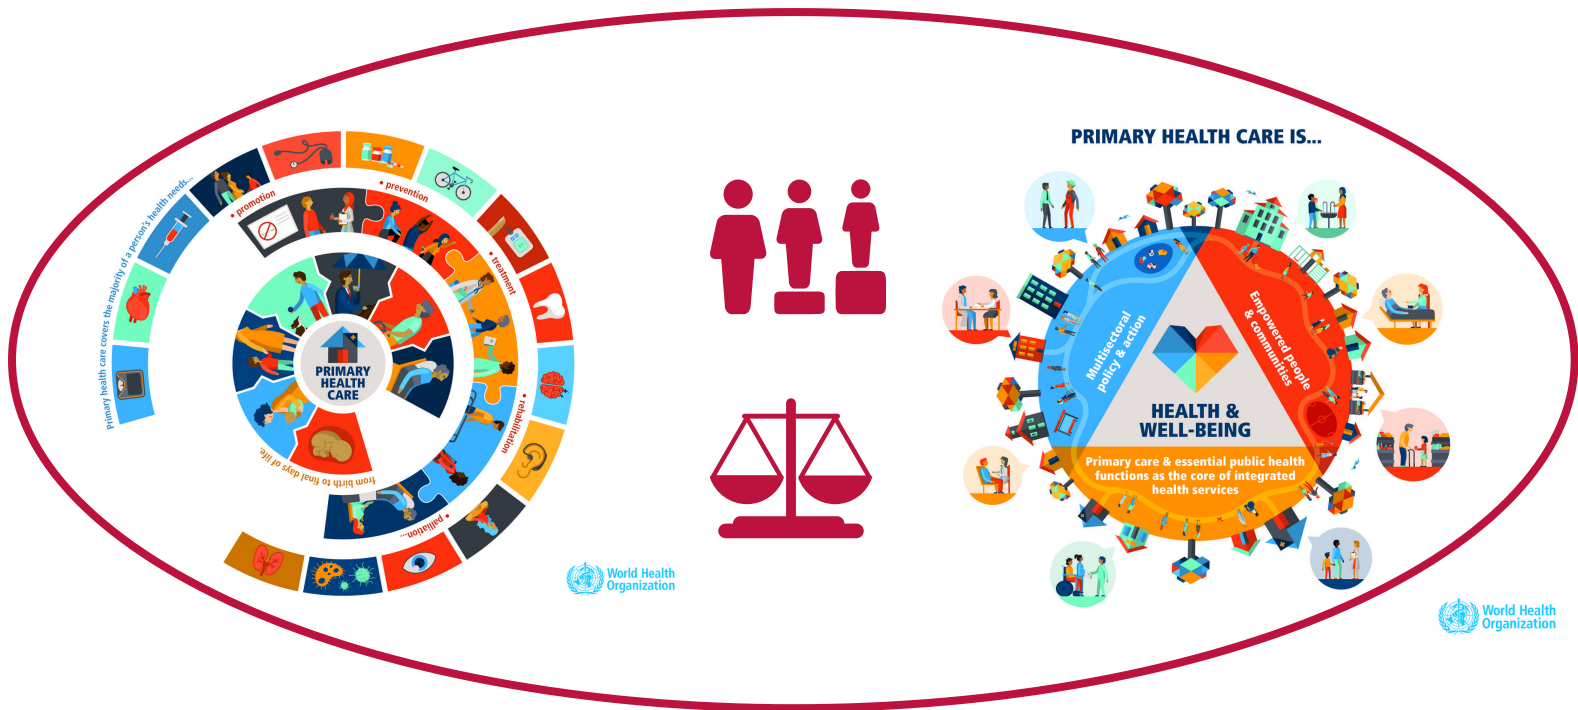 Primary health care covers the majority of a person's health needs...
• promotion
• prevention
• treatment
• rehabilitation
• palliation...
from birth to final days of life.
PRIMARY
HEALTH
CARE
World Health
Organization
PRIMARY HEALTH CARE IS...
Multisectoral
policy & action
Empowered people
& communities
HEALTH &
WELL-BEING
Primary care & essential public health
functions as the core of integrated
health services
World Health
Organization